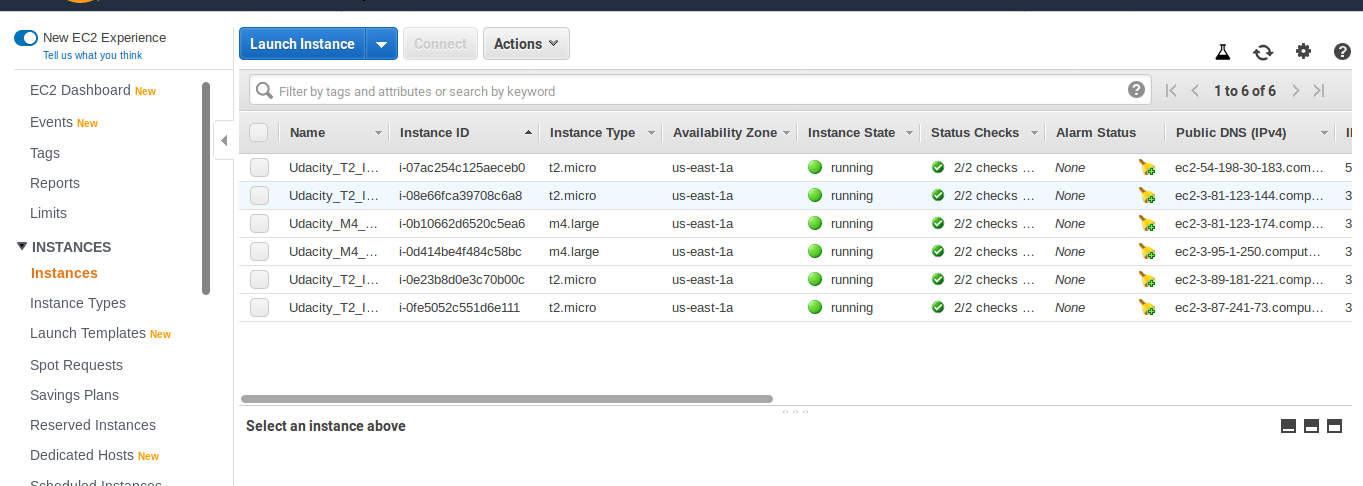 New EC2 Experience
Tell us what you think
EC2 Dashboard New
Events New
Tags
Reports
Limits
INSTANCES
Instances
Instance Types
Launch Templates New
Spot Requests
Savings Plans
Reserved Instances
Dedicated Hosts New
Scheduled Instances
Launch Instance Connect Actions
Filter by tags and attributes or search by keyword ? 1 to 6 of 6
Name Instance ID Instance Type Availability Zone Instance State Status Checks Alarm Status Public DNS (IPv4)
Udacity_T2_I… i-07ac254c125aeceb0 t2.micro us-east-1a running 2/2 checks … None ec2-54-198-30-183.com… 5
Udacity_T2_I… i-08e66fca39708c6a8 t2.micro us-east-1a running 2/2 checks … None ec2-3-81-123-144.comp… 3
Udacity_M4_… i-0b10662d6520c5ea6 m4.large us-east-1a running 2/2 checks … None ec2-3-81-123-174.comp… 3
Udacity_M4_… i-0d414be4f484c58bc m4.large us-east-1a running 2/2 checks … None ec2-3-95-1-250.comput… 3
Udacity_T2_I… i-0e23b8d0e3c70b00c t2.micro us-east-1a running 2/2 checks … None ec2-3-89-181-221.comp… 3
Udacity_T2_I… i-0fe5052c551d6e111 t2.micro us-east-1a running 2/2 checks … None ec2-3-87-241-73.compu… 3
Select an instance above